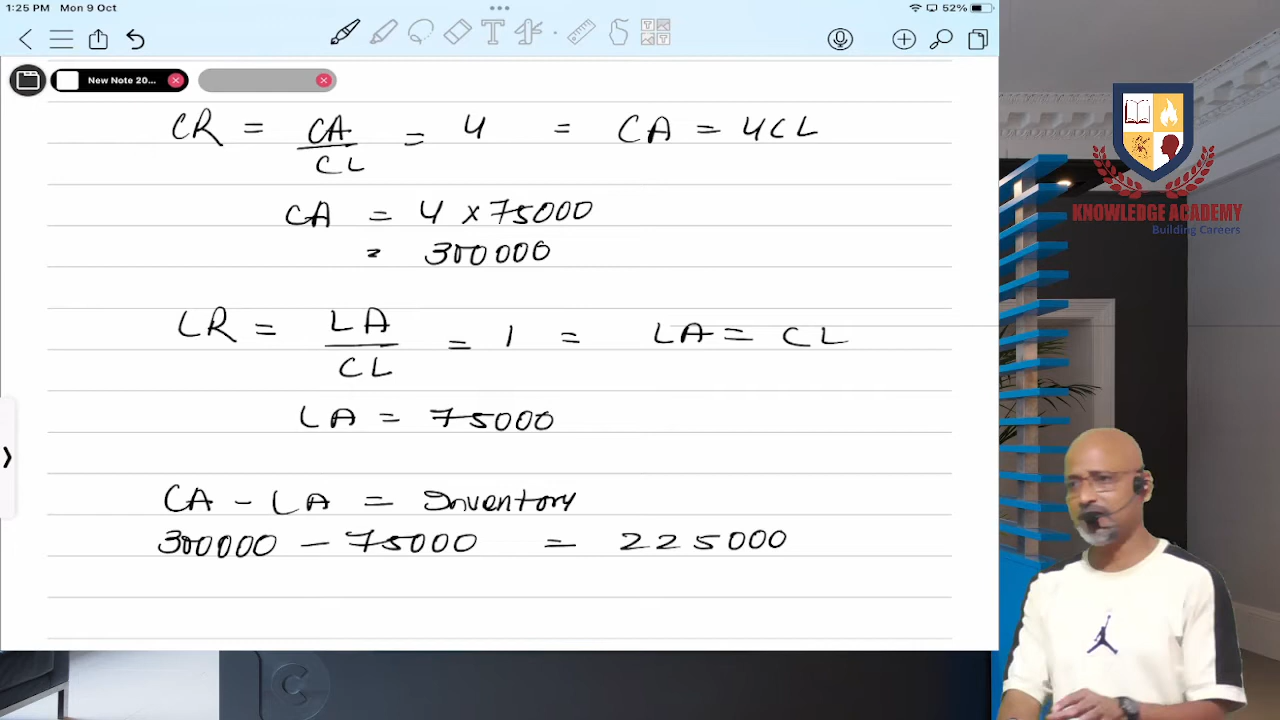 1:25 PM Mon 9 Oct
52%
New Note 20...
CR = CA / CL = 4 = CA = 4CL
CA = 4 × 75000
= 300000
LR = LA / CL = 1 = LA = CL
LA = 75000
CA - LA = Inventory
300000 - 75000 = 225000
KNOWLEDGE ACADEMY
Building Careers